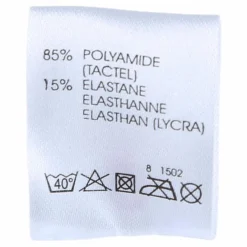 85% POLYAMIDE
(TACTEL)
15% ELASTANE
ELASTHANNE
ELASTHAN (LYCRA)
8 1502
40°